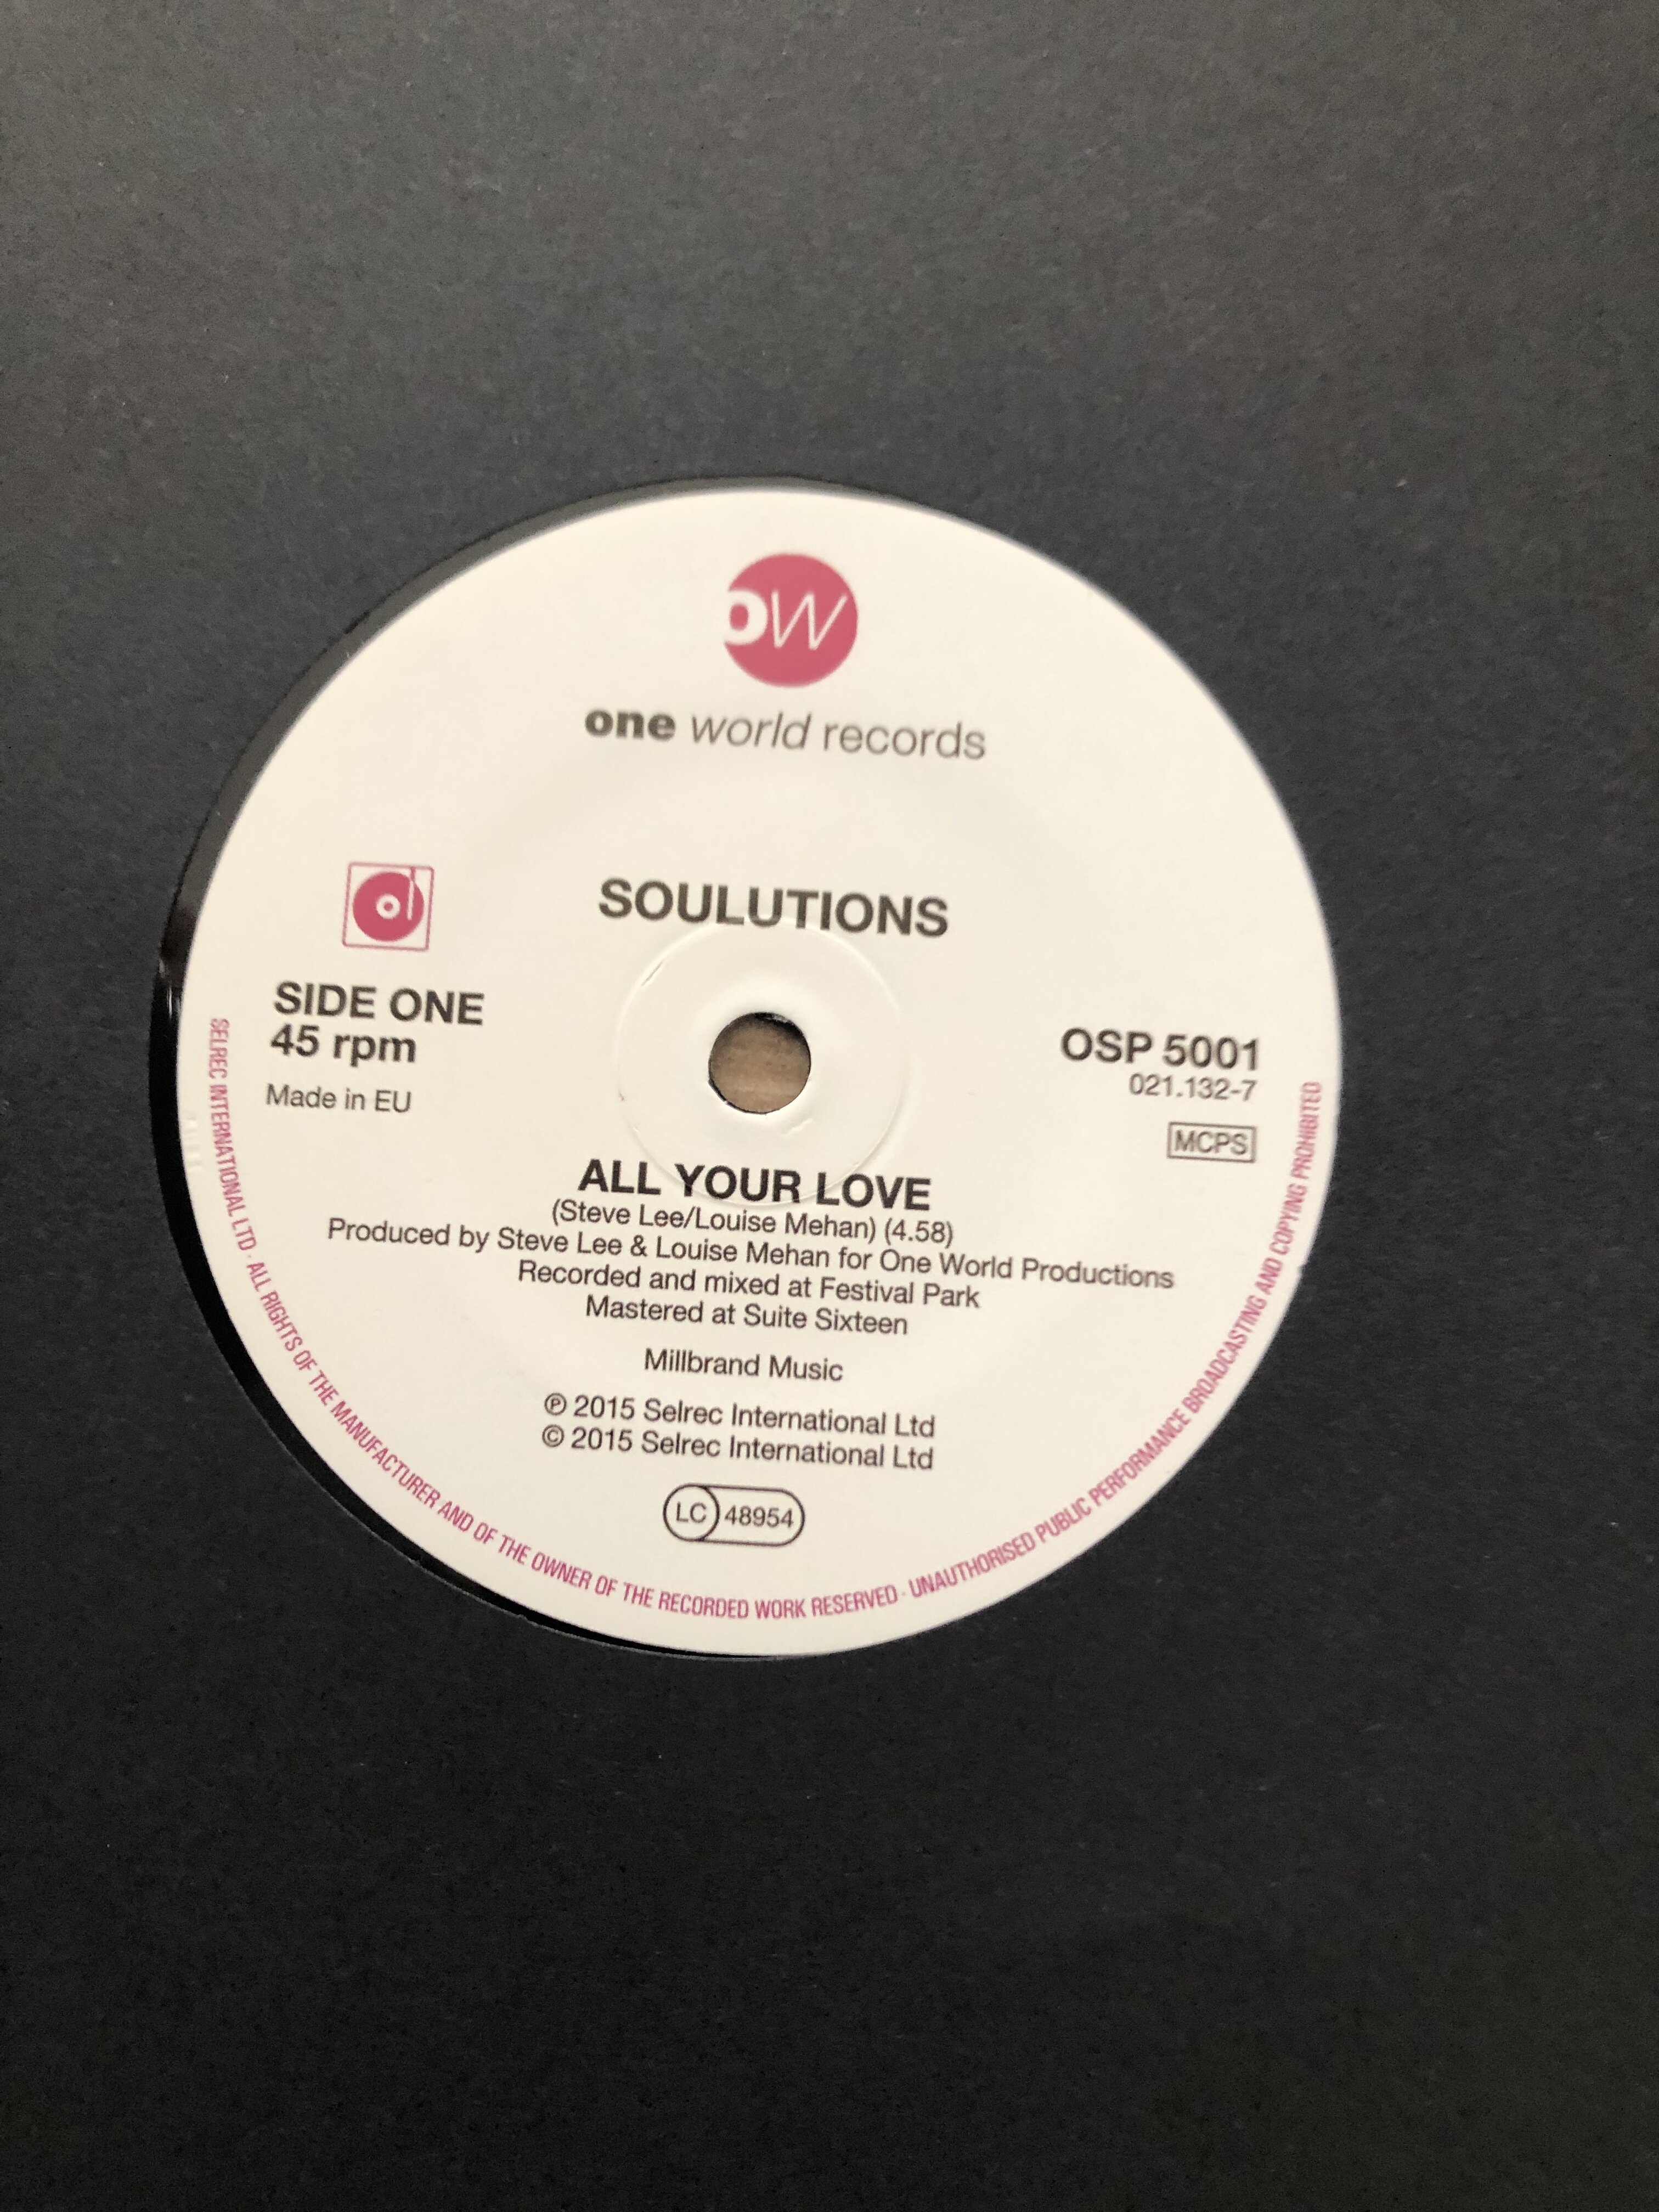 ow
one world records
SOULUTIONS
SIDE ONE
45 rpm
Made in EU
OSP 5001
021.132-7
MCPS
ALL YOUR LOVE
(Steve Lee/Louise Mehan) (4.58)
Produced by Steve Lee & Louise Mehan for One World Productions
Recorded and mixed at Festival Park
Mastered at Suite Sixteen
Millbrand Music
℗ 2015 Selrec International Ltd
© 2015 Selrec International Ltd
LC 48954
SELREC INTERNATIONAL LTD · ALL RIGHTS OF THE MANUFACTURER AND OF THE OWNER OF THE RECORDED WORK RESERVED · UNAUTHORISED PUBLIC PERFORMANCE BROADCASTING AND COPYING PROHIBITED